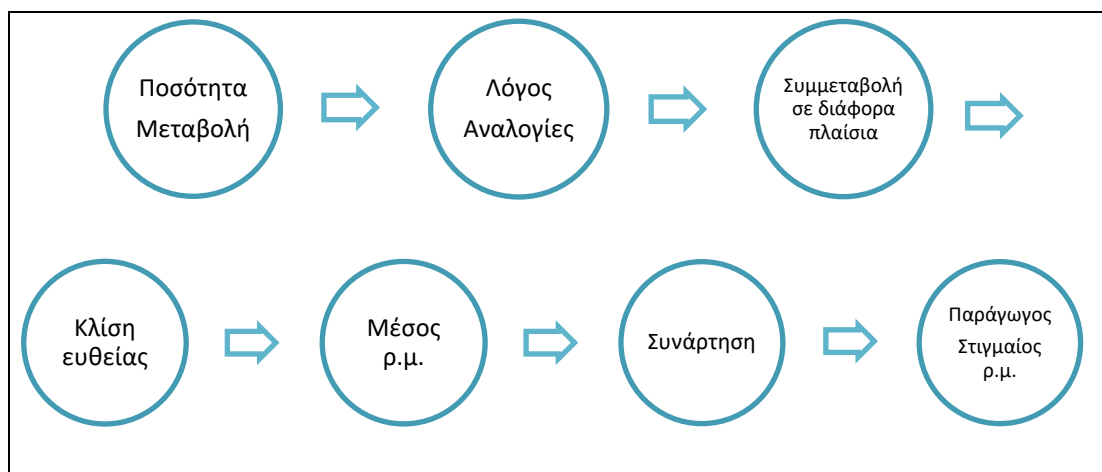 Ποσότητα
Μεταβολή
Λόγος
Αναλογίες
Συμμεταβολή
σε διάφορα
πλαίσια
Κλίση
ευθείας
Μέσος
ρ.μ.
Συνάρτηση
Παράγωγος
Στιγμαίος
ρ.μ.